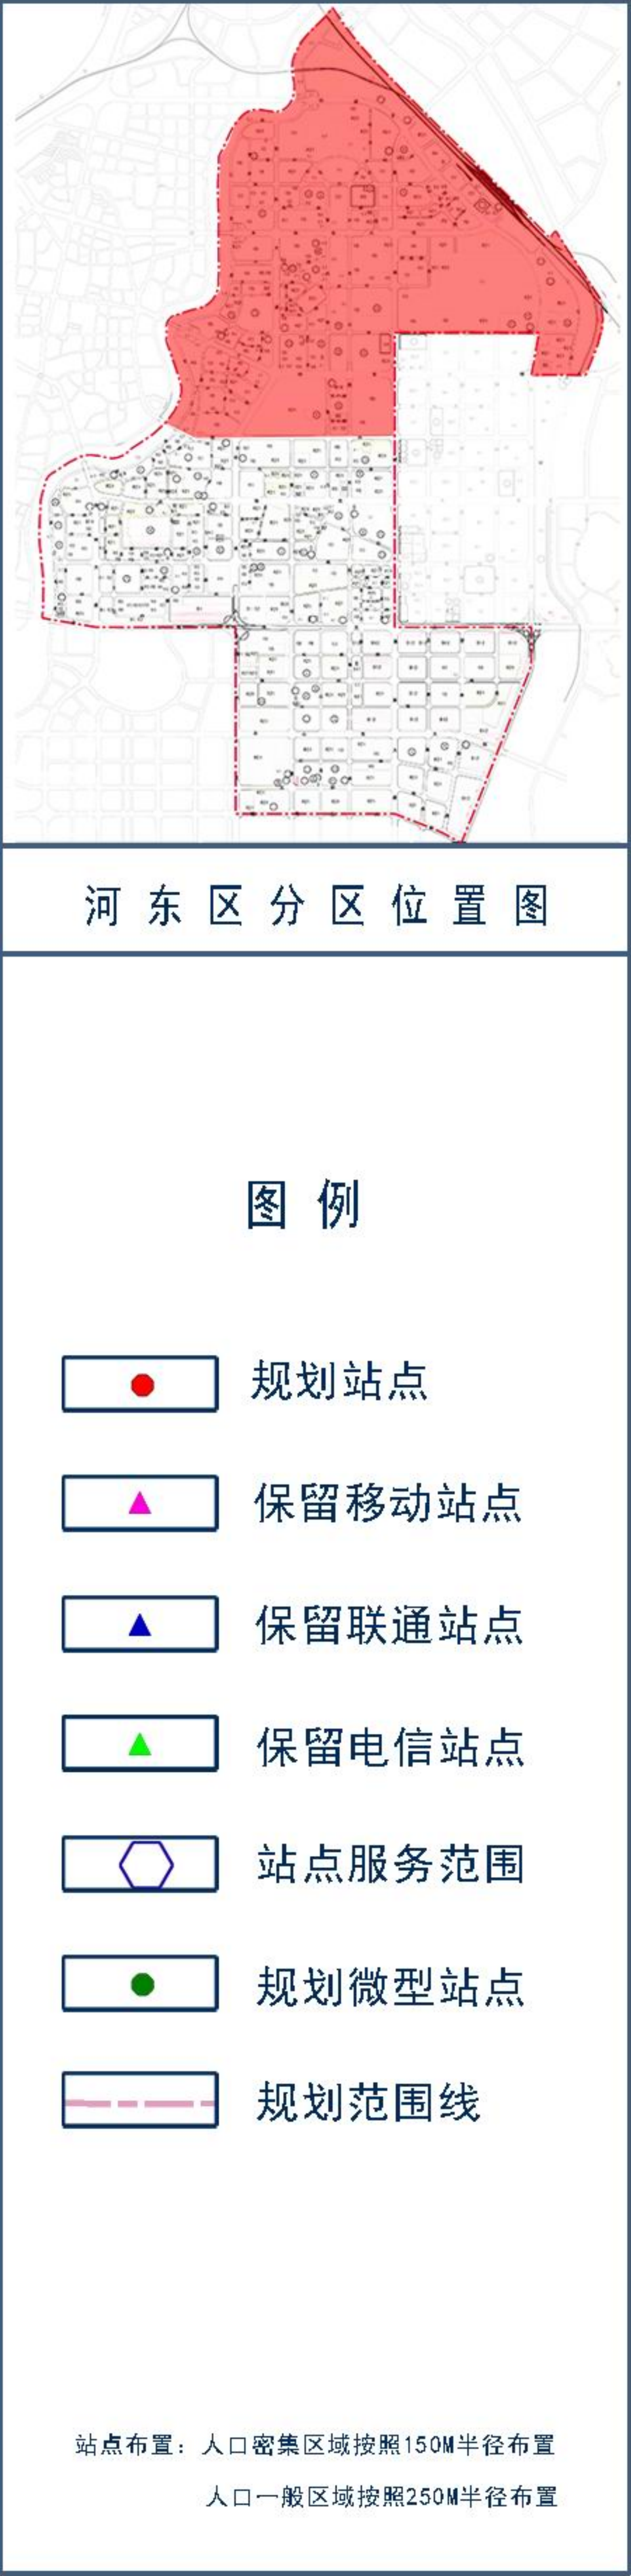 河东区分区位置图
图例
规划站点
保留移动站点
保留联通站点
保留电信站点
站点服务范围
规划微型站点
规划范围线
站点布置：人口密集区域按照150M半径布置
人口一般区域按照250M半径布置